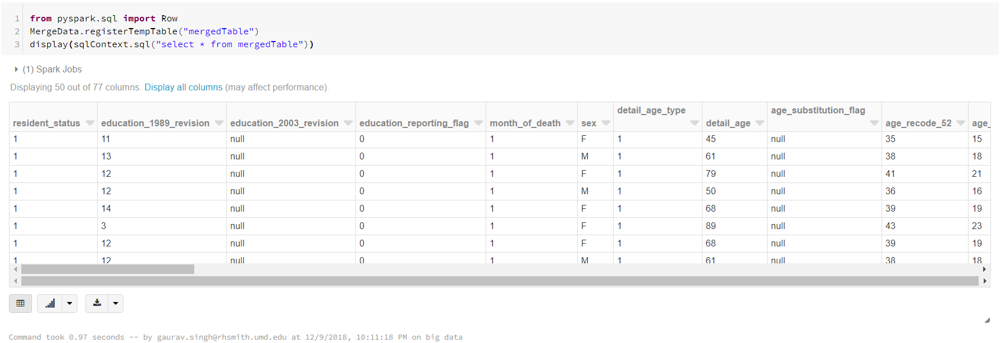 1 from pyspark.sql import Row
2 MergeData.registerTempTable("mergedTable")
3 display(sqlContext.sql("select * from mergedTable"))
(1) Spark Jobs
Displaying 50 out of 77 columns. Display all columns (may affect performance).
resident_status education_1989_revision education_2003_revision education_reporting_flag month_of_death sex detail_age_type detail_age age_substitution_flag age_recode_52 age_
1 11 null 0 1 F 1 45 null 35 15
1 13 null 0 1 M 1 61 null 38 18
1 12 null 0 1 F 1 79 null 41 21
1 12 null 0 1 M 1 50 null 36 16
1 14 null 0 1 F 1 68 null 39 19
1 3 null 0 1 F 1 89 null 43 23
1 12 null 0 1 F 1 68 null 39 19
1 12 null 0 1 M 1 61 null 38 18
Command took 0.97 seconds -- by gaurav.singh@rhsmith.umd.edu at 12/9/2018, 10:11:18 PM on big data